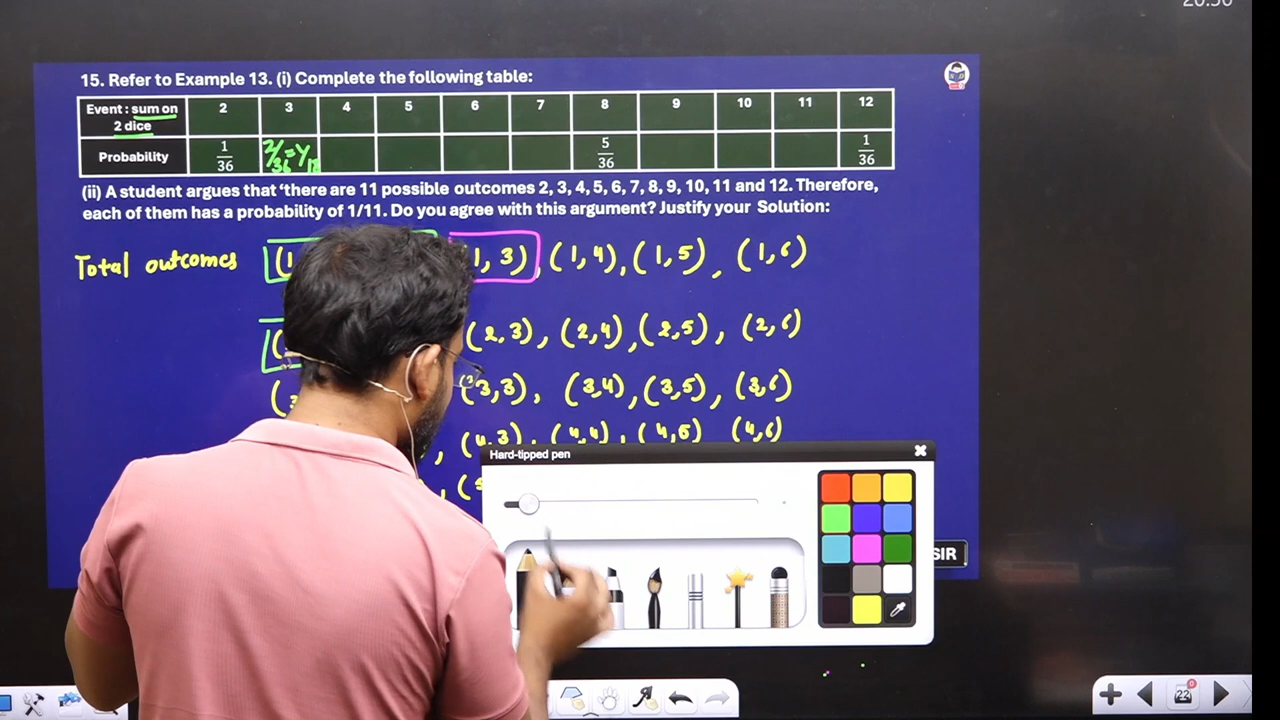 20:50
15. Refer to Example 13. (i) Complete the following table:
Event : sum on 2 dice 2 3 4 5 6 7 8 9 10 11 12
Probability 1/36 2/36 = 1/18 5/36 1/36
(ii) A student argues that ‘there are 11 possible outcomes 2, 3, 4, 5, 6, 7, 8, 9, 10, 11 and 12. Therefore,
each of them has a probability of 1/11. Do you agree with this argument? Justify your Solution:
Total outcomes (1 1, 3), (1,4), (1,5), (1,6)
(2,3), (2,4), (2,5), (2,6)
(3 (3,3), (3,4), (3,5), (3,6)
, (4,3), (4,4), (4,5) (4,6)
, (5
Hard-tipped pen
SIR
22
0